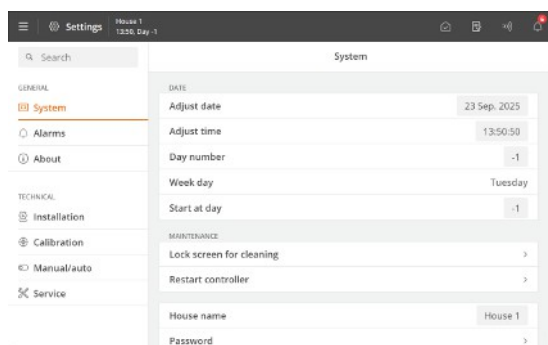 Settings
House 1
13:50, Day -1
6
Search
System
GENERAL
System
Alarms
About
TECHNICAL
Installation
Calibration
Manual/auto
Service
DATE
Adjust date 23 Sep. 2025
Adjust time 13:50:50
Day number -1
Week day Tuesday
Start at day -1
MAINTENANCE
Lock screen for cleaning
Restart controller
House name House 1
Password